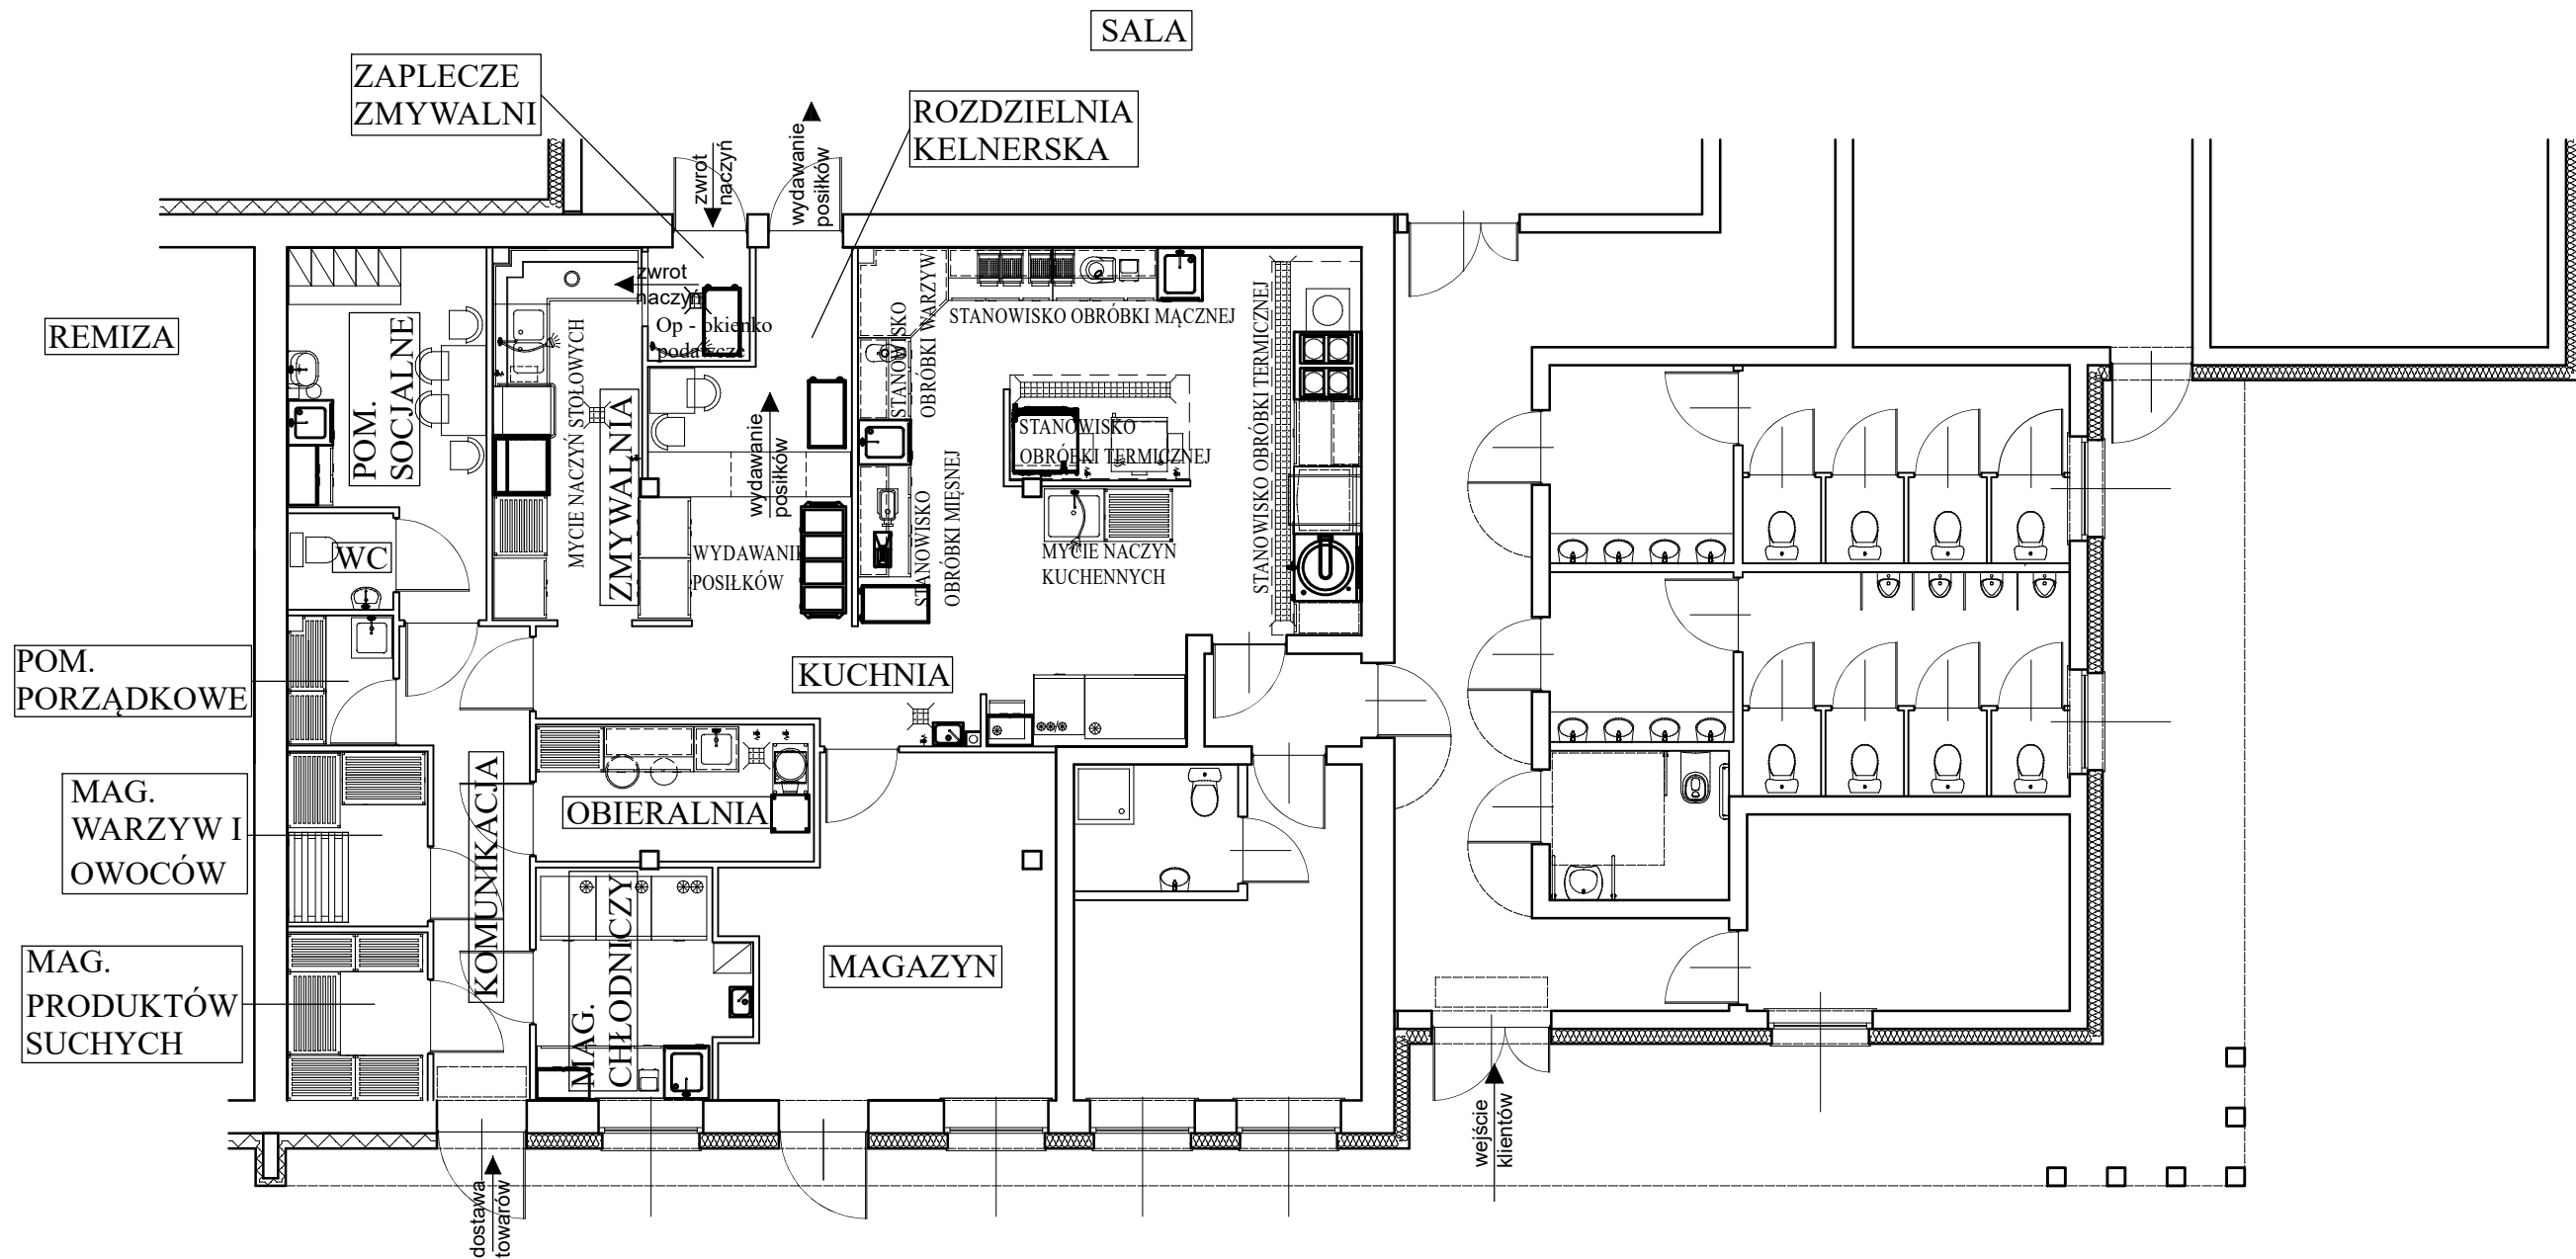 SALA
ZAPLECZE
ZMYWALNI
ROZDZIELNIA
KELNERSKA
zwrot
naczyń
wydawanie
posiłków
REMIZA
POM.
SOCJALNE
MYCIE NACZYŃ STOŁOWYCH
ZMYWALNIA
zwrot
naczyń
Op - okienko
podawcze
wydawanie
posiłków
WYDAWANIE
POSIŁKÓW
STANOWISKO
OBRÓBKI WARZYW
STANOWISKO OBRÓBKI MĄCZNEJ
STANOWISKO
OBRÓBKI MIĘSNEJ
STANOWISKO
OBRÓBKI TERMICZNEJ
MYCIE NACZYŃ
KUCHENNYCH
STANOWISKO OBRÓBKI TERMICZNEJ
WC
POM.
PORZĄDKOWE
KUCHNIA
MAG.
WARZYW I
OWOCÓW
KOMUNIKACJA
OBIERALNIA
MAG.
PRODUKTÓW
SUCHYCH
MAG.
CHŁODNICZY
MAGAZYN
dostawa
towarów
wejście
klientów